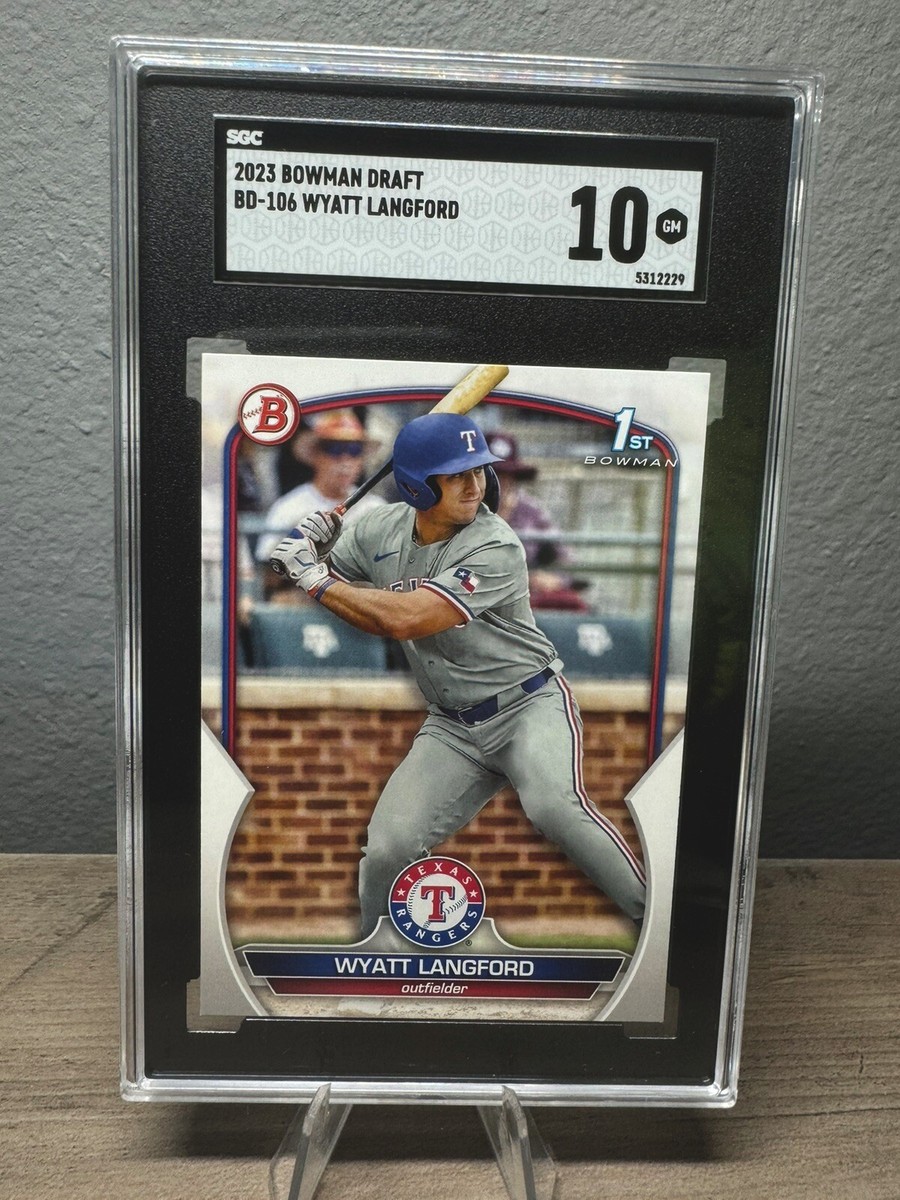 SGC
2023 BOWMAN DRAFT
BD-106 WYATT LANGFORD
10 GM
5312229
B
1ST
BOWMAN
T
TEXAS
T
RANGERS
®
WYATT LANGFORD
outfielder